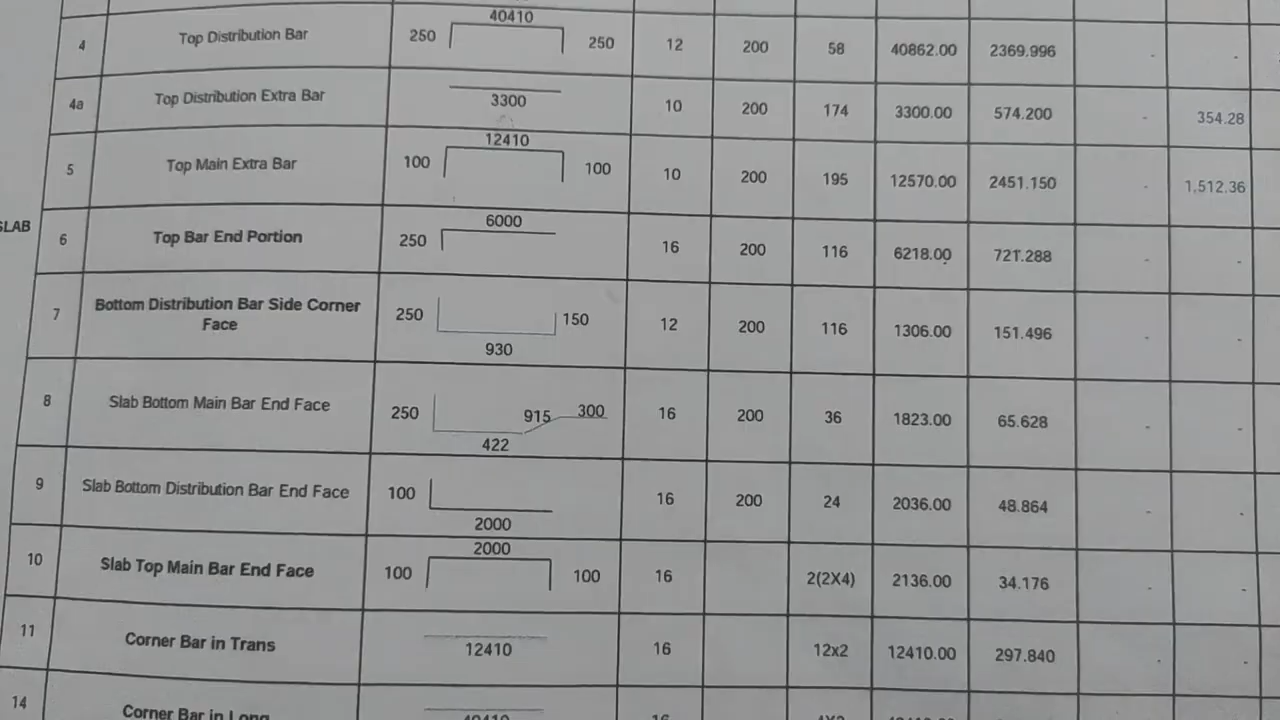 40410
4 Top Distribution Bar 250 250 12 200 58 40862.00 2369.996 - -
4a Top Distribution Extra Bar 3300 10 200 174 3300.00 574.200 - 354.28
12410
5 Top Main Extra Bar 100 100 10 200 195 12570.00 2451.150 - 1,512.36
SLAB
6000
6 Top Bar End Portion 250 16 200 116 6218.00 721.288 - -
7 Bottom Distribution Bar Side Corner 250 150 12 200 116 1306.00 151.496 - -
Face
930
8 Slab Bottom Main Bar End Face 250 915 300 16 200 36 1823.00 65.628 - -
422
9 Slab Bottom Distribution Bar End Face 100 16 200 24 2036.00 48.864 - -
2000
2000
10 Slab Top Main Bar End Face 100 100 16 2(2X4) 2136.00 34.176 - -
11 Corner Bar in Trans 12410 16 12x2 12410.00 297.840 - -
14 Corner Bar in Long 40410 16